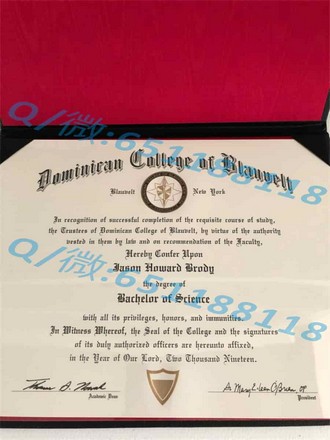 Q/微:651188118
Dominican College of Blauvelt
Blauvelt New York
In recognition of successful completion of the requisite course of study,
the Trustees of Dominican College of Blauvelt, by virtue of the authority
vested in them by law and on recommendation of the Faculty,
Hereby Confer Upon
Jason Howard Brody
the degree of
Bachelor of Science
with all its privileges, honors, and immunities.
In Witness Whereof, the Seal of the College and the signatures
of its duly authorized officers are hereunto affixed,
in the Year of Our Lord, Two Thousand Nineteen.
Academic Dean
President
Q/微:651188118